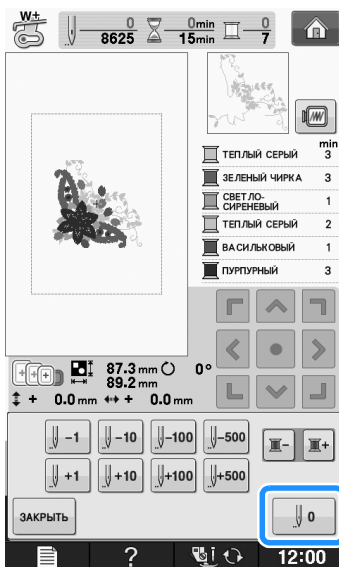 W+
0 0min 0
8625 15min 7
min
ТЕПЛЫЙ СЕРЫЙ 3
ЗЕЛЕНЫЙ ЧИРКА 3
СВЕТЛО-
СИРЕНЕВЫЙ 1
ТЕПЛЫЙ СЕРЫЙ 2
ВАСИЛЬКОВЫЙ 1
ПУРПУРНЫЙ 3
87.3 mm 0°
89.2 mm
+ 0.0 mm + 0.0 mm
-1 -10 -100 -500 - +
+1 +10 +100 +500
ЗАКРЫТЬ 0
? 12:00